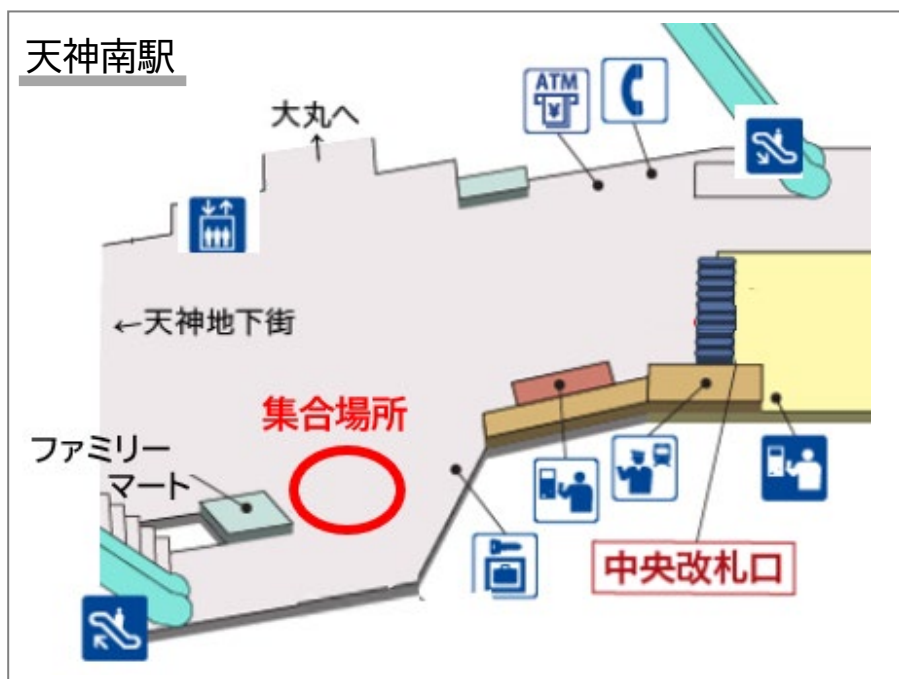 天神南駅
大丸へ
↑
ATM
¥
←天神地下街
集合場所
ファミリー
マート
中央改札口